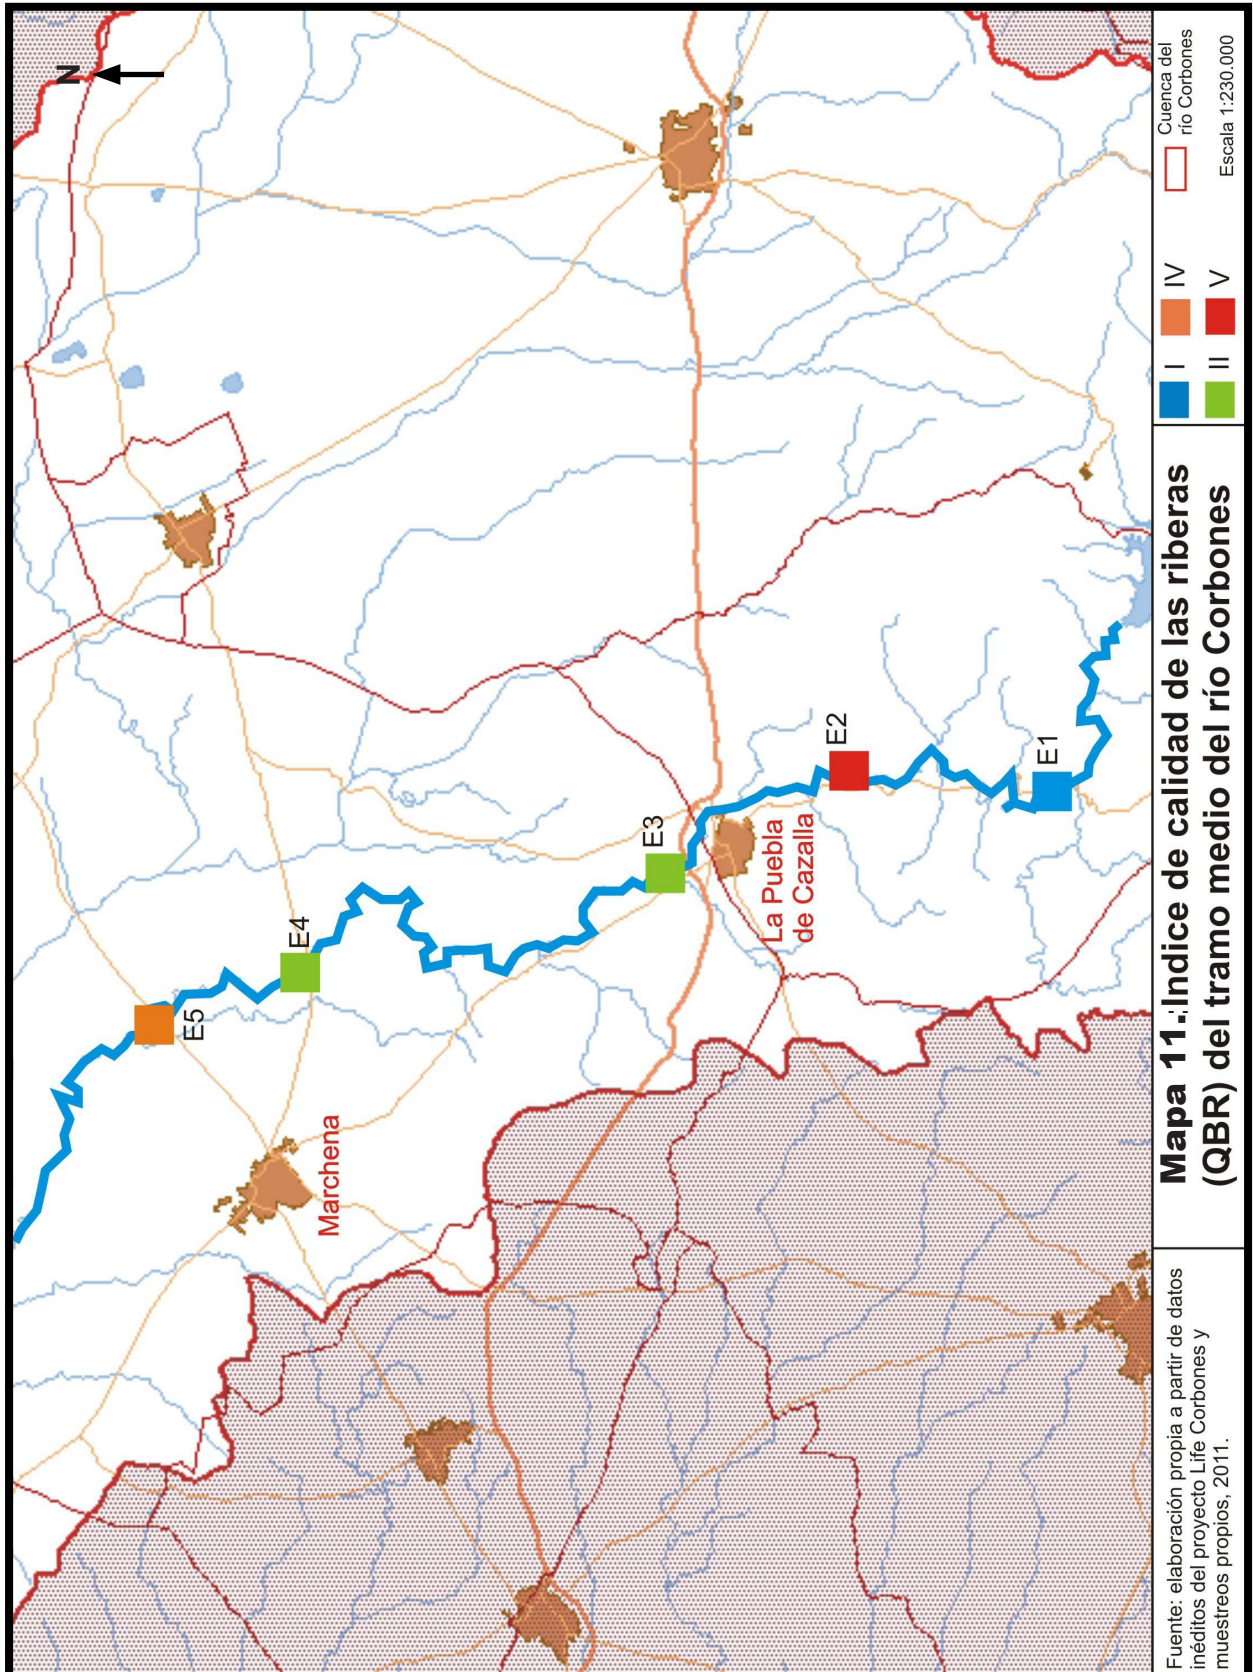 N
E5
E4
E3
E2
E1
Marchena
La Puebla
de Cazalla
Fuente: elaboración propia a partir de datos
inéditos del proyecto Life Corbones y
muestreos propios, 2011.
Mapa 11. Indice de calidad de las riberas
(QBR) del tramo medio del río Corbones
I
II
IV
V
Cuenca del
río Corbones
Escala 1:230.000